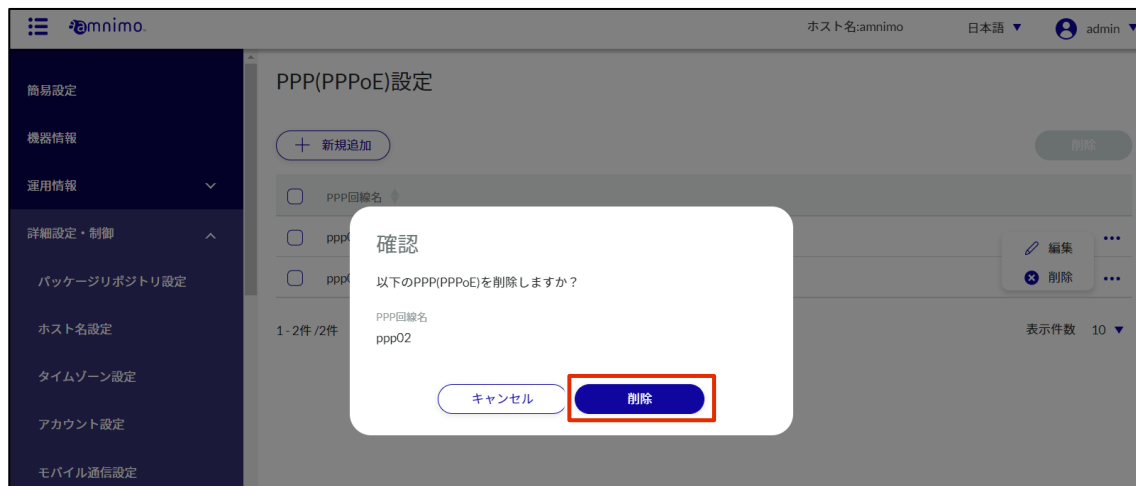 amnimo
ホスト名:amnimo
日本語 ▼
admin ▼
簡易設定
機器情報
運用情報
詳細設定・制御
パッケージリポジトリ設定
ホスト名設定
タイムゾーン設定
アカウント設定
モバイル通信設定
PPP(PPPoE)設定
+ 新規追加
削除
PPP回線名
編集
削除
1 - 2件 /2件
表示件数 10 ▼
確認
以下のPPP(PPPoE)を削除しますか?
PPP回線名
ppp02
キャンセル
削除